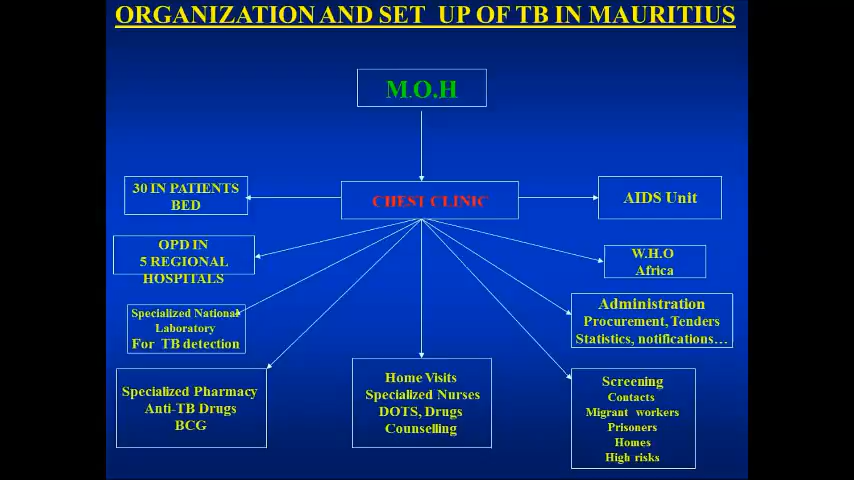 ORGANIZATION AND SET UP OF TB IN MAURITIUS
M.O.H
30 IN PATIENTS
BED
CHEST CLINIC
AIDS Unit
OPD IN
5 REGIONAL
HOSPITALS
W.H.O
Africa
Specialized National
Laboratory
For TB detection
Administration
Procurement, Tenders
Statistics, notifications…
Specialized Pharmacy
Anti-TB Drugs
BCG
Home Visits
Specialized Nurses
DOTS, Drugs
Counselling
Screening
Contacts
Migrant workers
Prisoners
Homes
High risks